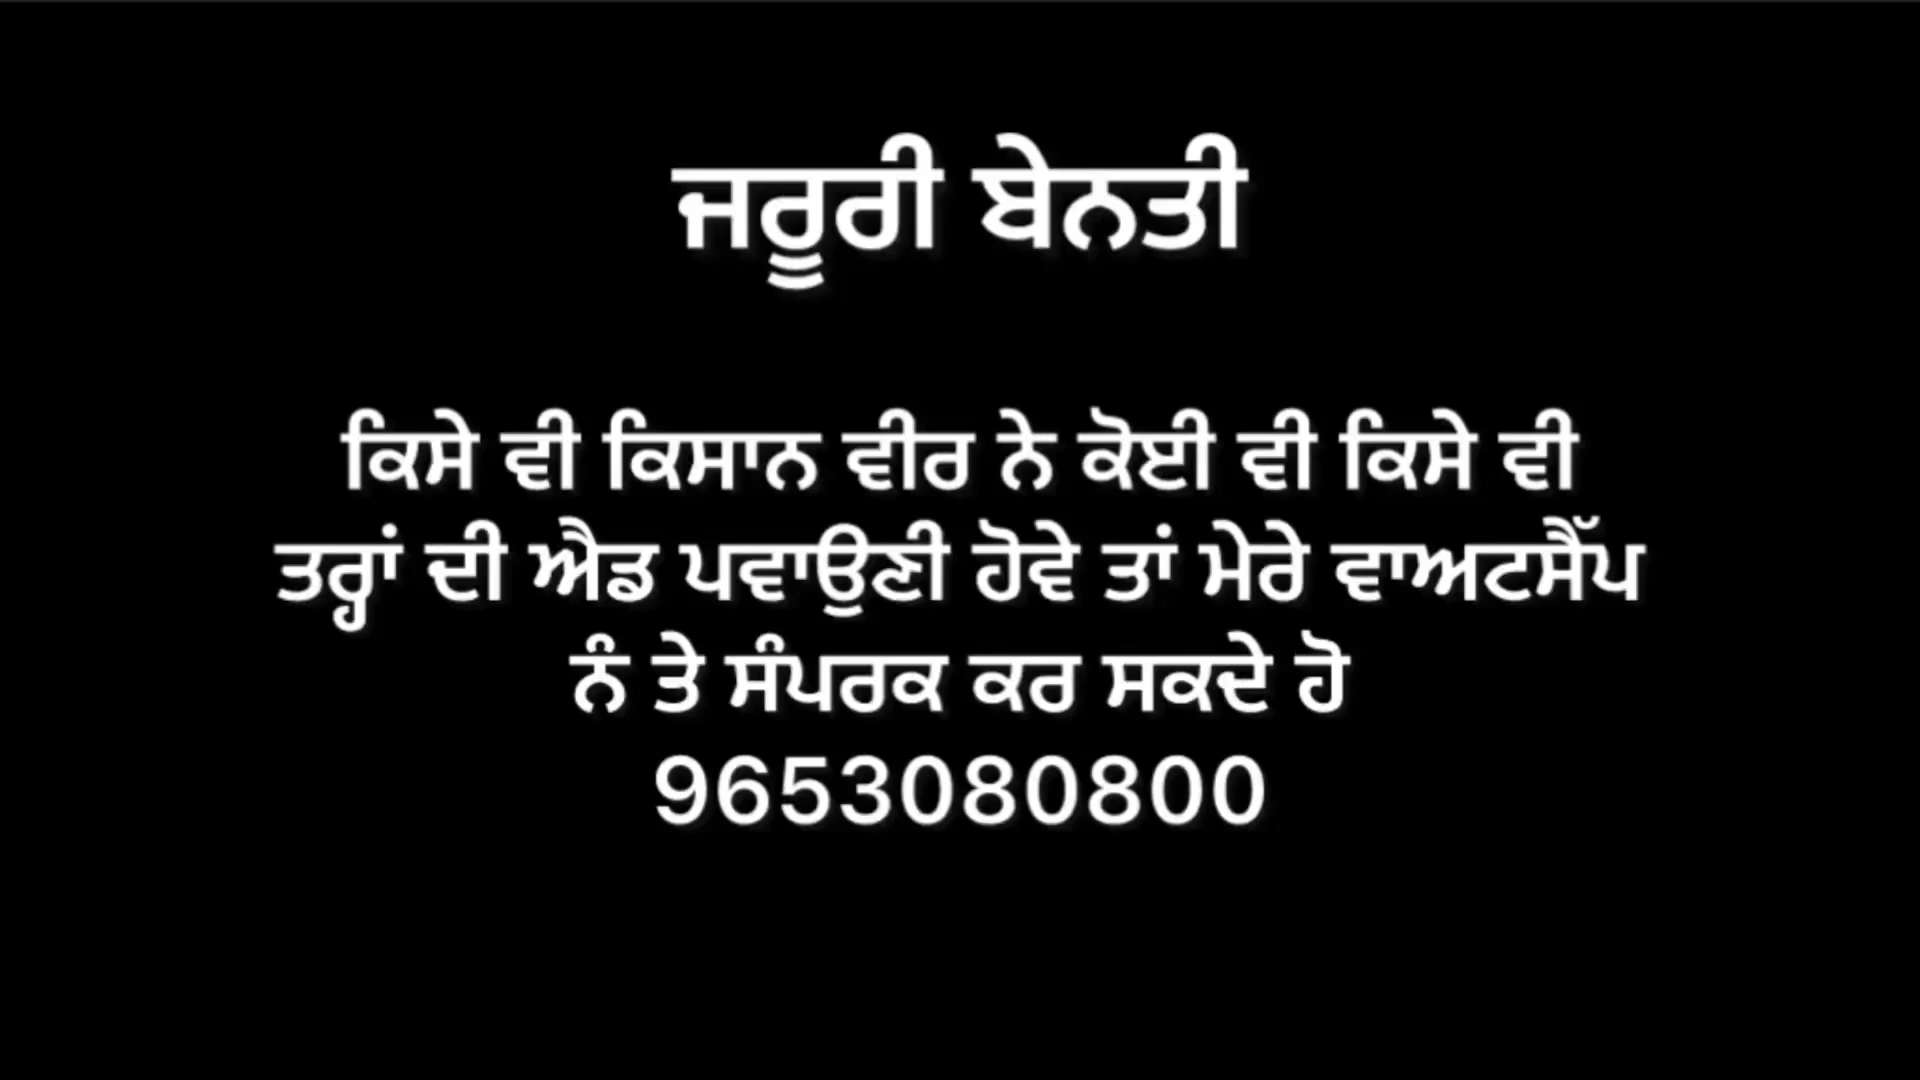 ਜਰੂਰੀ ਬੇਨਤੀ
ਕਿਸੇ ਵੀ ਕਿਸਾਨ ਵੀਰ ਨੇ ਕੋਈ ਵੀ ਕਿਸੇ ਵੀ
ਤਰ੍ਹਾਂ ਦੀ ਐਡ ਪਵਾਉਣੀ ਹੋਵੇ ਤਾਂ ਮੇਰੇ ਵਾਅਟਸੈੱਪ
ਨੰ ਤੇ ਸੰਪਰਕ ਕਰ ਸਕਦੇ ਹੋ
9653080800